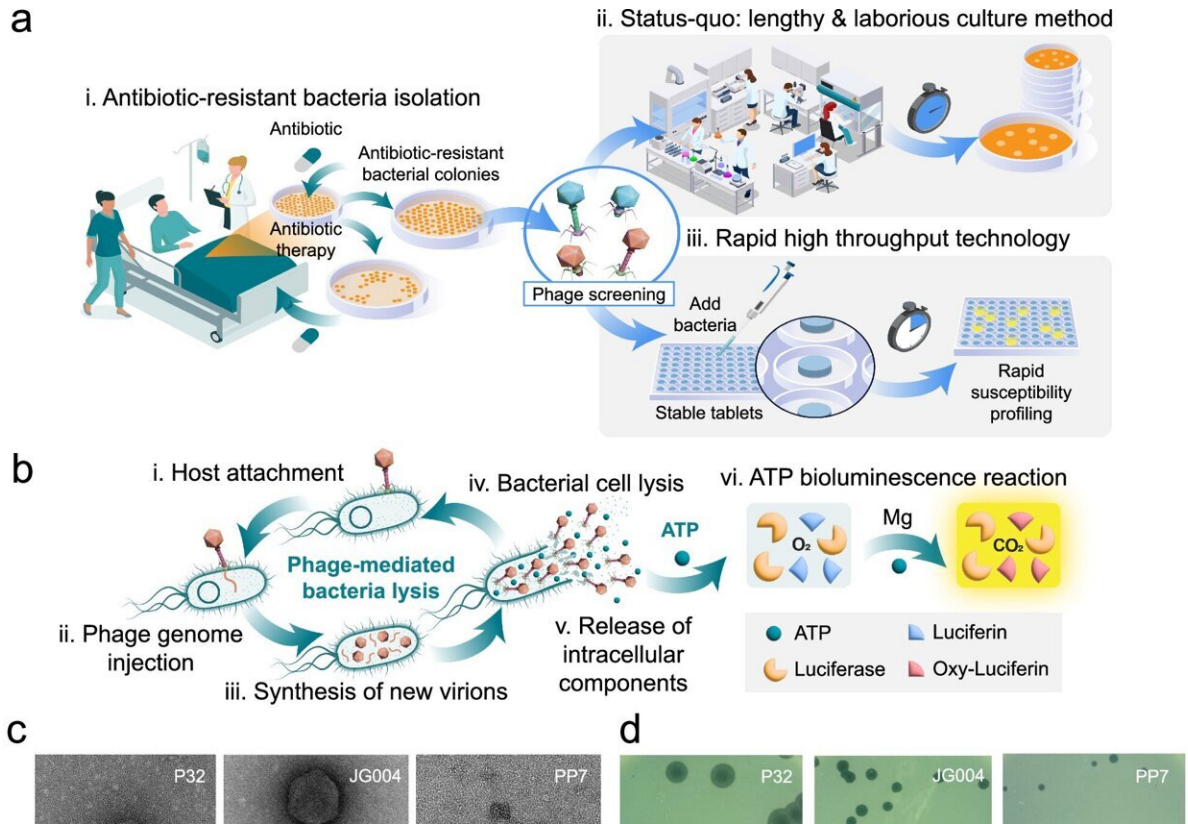 a
i. Antibiotic-resistant bacteria isolation
Antibiotic
Antibiotic-resistant
bacterial colonies
Antibiotic
therapy
Phage screening
ii. Status-quo: lengthy & laborious culture method
iii. Rapid high throughput technology
Add
bacteria
Stable tablets
Rapid
susceptibility
profiling
b
i. Host attachment
Phage-mediated
bacteria lysis
ii. Phage genome
injection
iii. Synthesis of new virions
iv. Bacterial cell lysis
v. Release of
intracellular
components
ATP
vi. ATP bioluminescence reaction
O₂
Mg
CO₂
ATP
Luciferin
Luciferase
Oxy-Luciferin
c
P32
JG004
PP7
d
P32
JG004
PP7